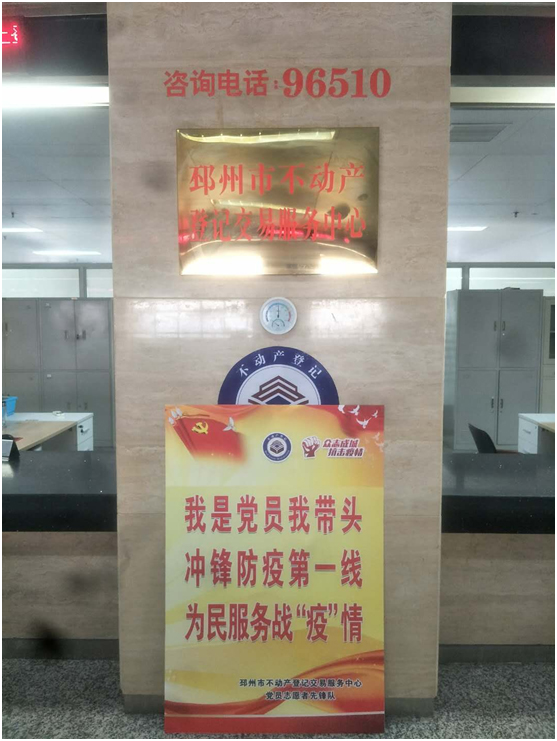 咨询电话:96510
邳州市不动产
登记交易服务中心
不动产登记
众志成城
抗击疫情
我是党员我带头
冲锋防疫第一线
为民服务战“疫”情
邳州市不动产登记交易服务中心
党员志愿者先锋队